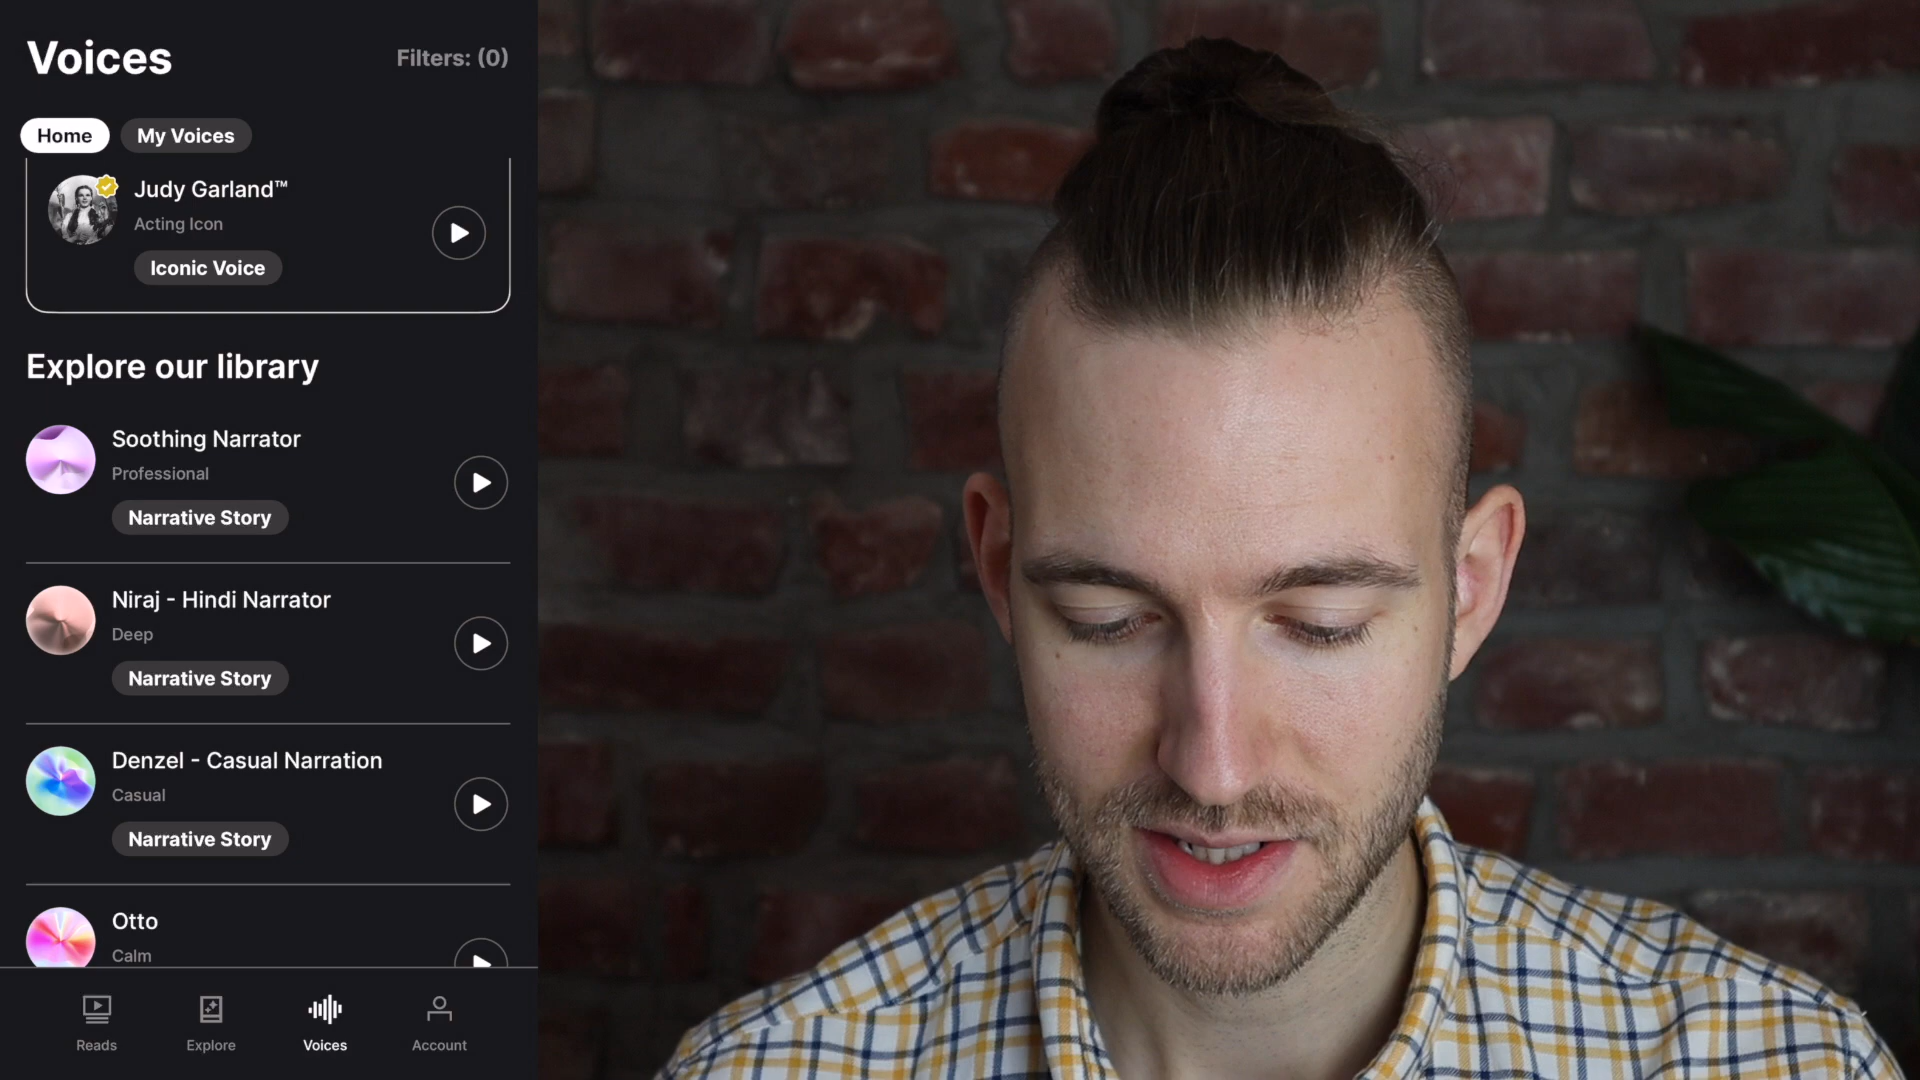 Voices
Filters: (0)
Home
My Voices
Judy Garland™
Acting Icon
Iconic Voice
Explore our library
Soothing Narrator
Professional
Narrative Story
Niraj - Hindi Narrator
Deep
Narrative Story
Denzel - Casual Narration
Casual
Narrative Story
Otto
Calm
Reads
Explore
Voices
Account